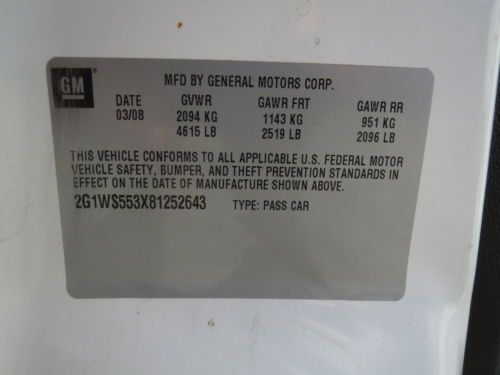 GM ®
MFD BY GENERAL MOTORS CORP.
DATE GVWR GAWR FRT GAWR RR
03/08 2094 KG 1143 KG 951 KG
4615 LB 2519 LB 2096 LB
THIS VEHICLE CONFORMS TO ALL APPLICABLE U.S. FEDERAL MOTOR
VEHICLE SAFETY, BUMPER, AND THEFT PREVENTION STANDARDS IN
EFFECT ON THE DATE OF MANUFACTURE SHOWN ABOVE.
2G1WS553X81252643 TYPE: PASS CAR